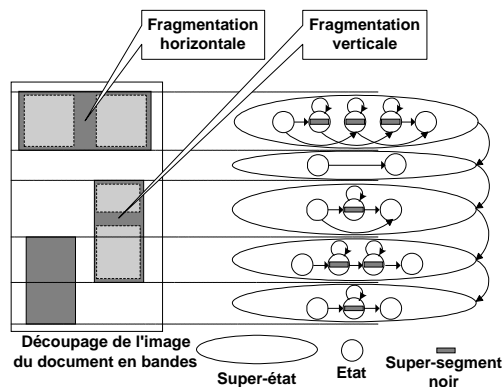 Fragmentation
horizontale
Fragmentation
verticale
Découpage de l'image
du document en bandes
Super-état
Etat
Super-segment
noir